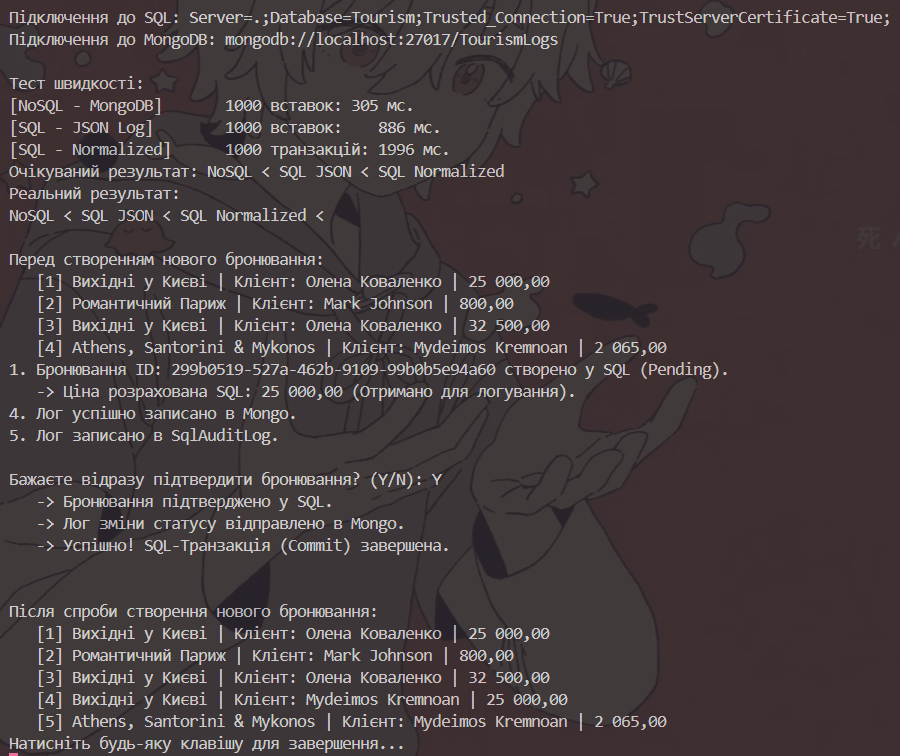 Підключення до SQL: Server=.;Database=Tourism;Trusted_Connection=True;TrustServerCertificate=True;
Підключення до MongoDB: mongodb://localhost:27017/TourismLogs
Тест швидкості:
[NoSQL - MongoDB]       1000 вставок: 305 мс.
[SQL - JSON Log]        1000 вставок:    886 мс.
[SQL - Normalized]      1000 транзакцій: 1996 мс.
Очікуваний результат: NoSQL < SQL JSON < SQL Normalized
Реальний результат:
NoSQL < SQL JSON < SQL Normalized <
Перед створенням нового бронювання:
   [1] Вихідні у Києві | Клієнт: Олена Коваленко | 25 000,00
   [2] Романтичний Париж | Клієнт: Mark Johnson | 800,00
   [3] Вихідні у Києві | Клієнт: Олена Коваленко | 32 500,00
   [4] Athens, Santorini & Mykonos | Клієнт: Mydeimos Kremnoan | 2 065,00
1. Бронювання ID: 299b0519-527a-462b-9109-99b0b5e94a60 створено у SQL (Pending).
   -> Ціна розрахована SQL: 25 000,00 (Отримано для логування).
4. Лог успішно записано в Mongo.
5. Лог записано в SqlAuditLog.
Бажаєте відразу підтвердити бронювання? (Y/N): Y
   -> Бронювання підтверджено у SQL.
   -> Лог зміни статусу відправлено в Mongo.
   -> Успішно! SQL-Транзакція (Commit) завершена.
Після спроби створення нового бронювання:
   [1] Вихідні у Києві | Клієнт: Олена Коваленко | 25 000,00
   [2] Романтичний Париж | Клієнт: Mark Johnson | 800,00
   [3] Вихідні у Києві | Клієнт: Олена Коваленко | 32 500,00
   [4] Вихідні у Києві | Клієнт: Mydeimos Kremnoan | 25 000,00
   [5] Athens, Santorini & Mykonos | Клієнт: Mydeimos Kremnoan | 2 065,00
Натисніть будь-яку клавішу для завершення...